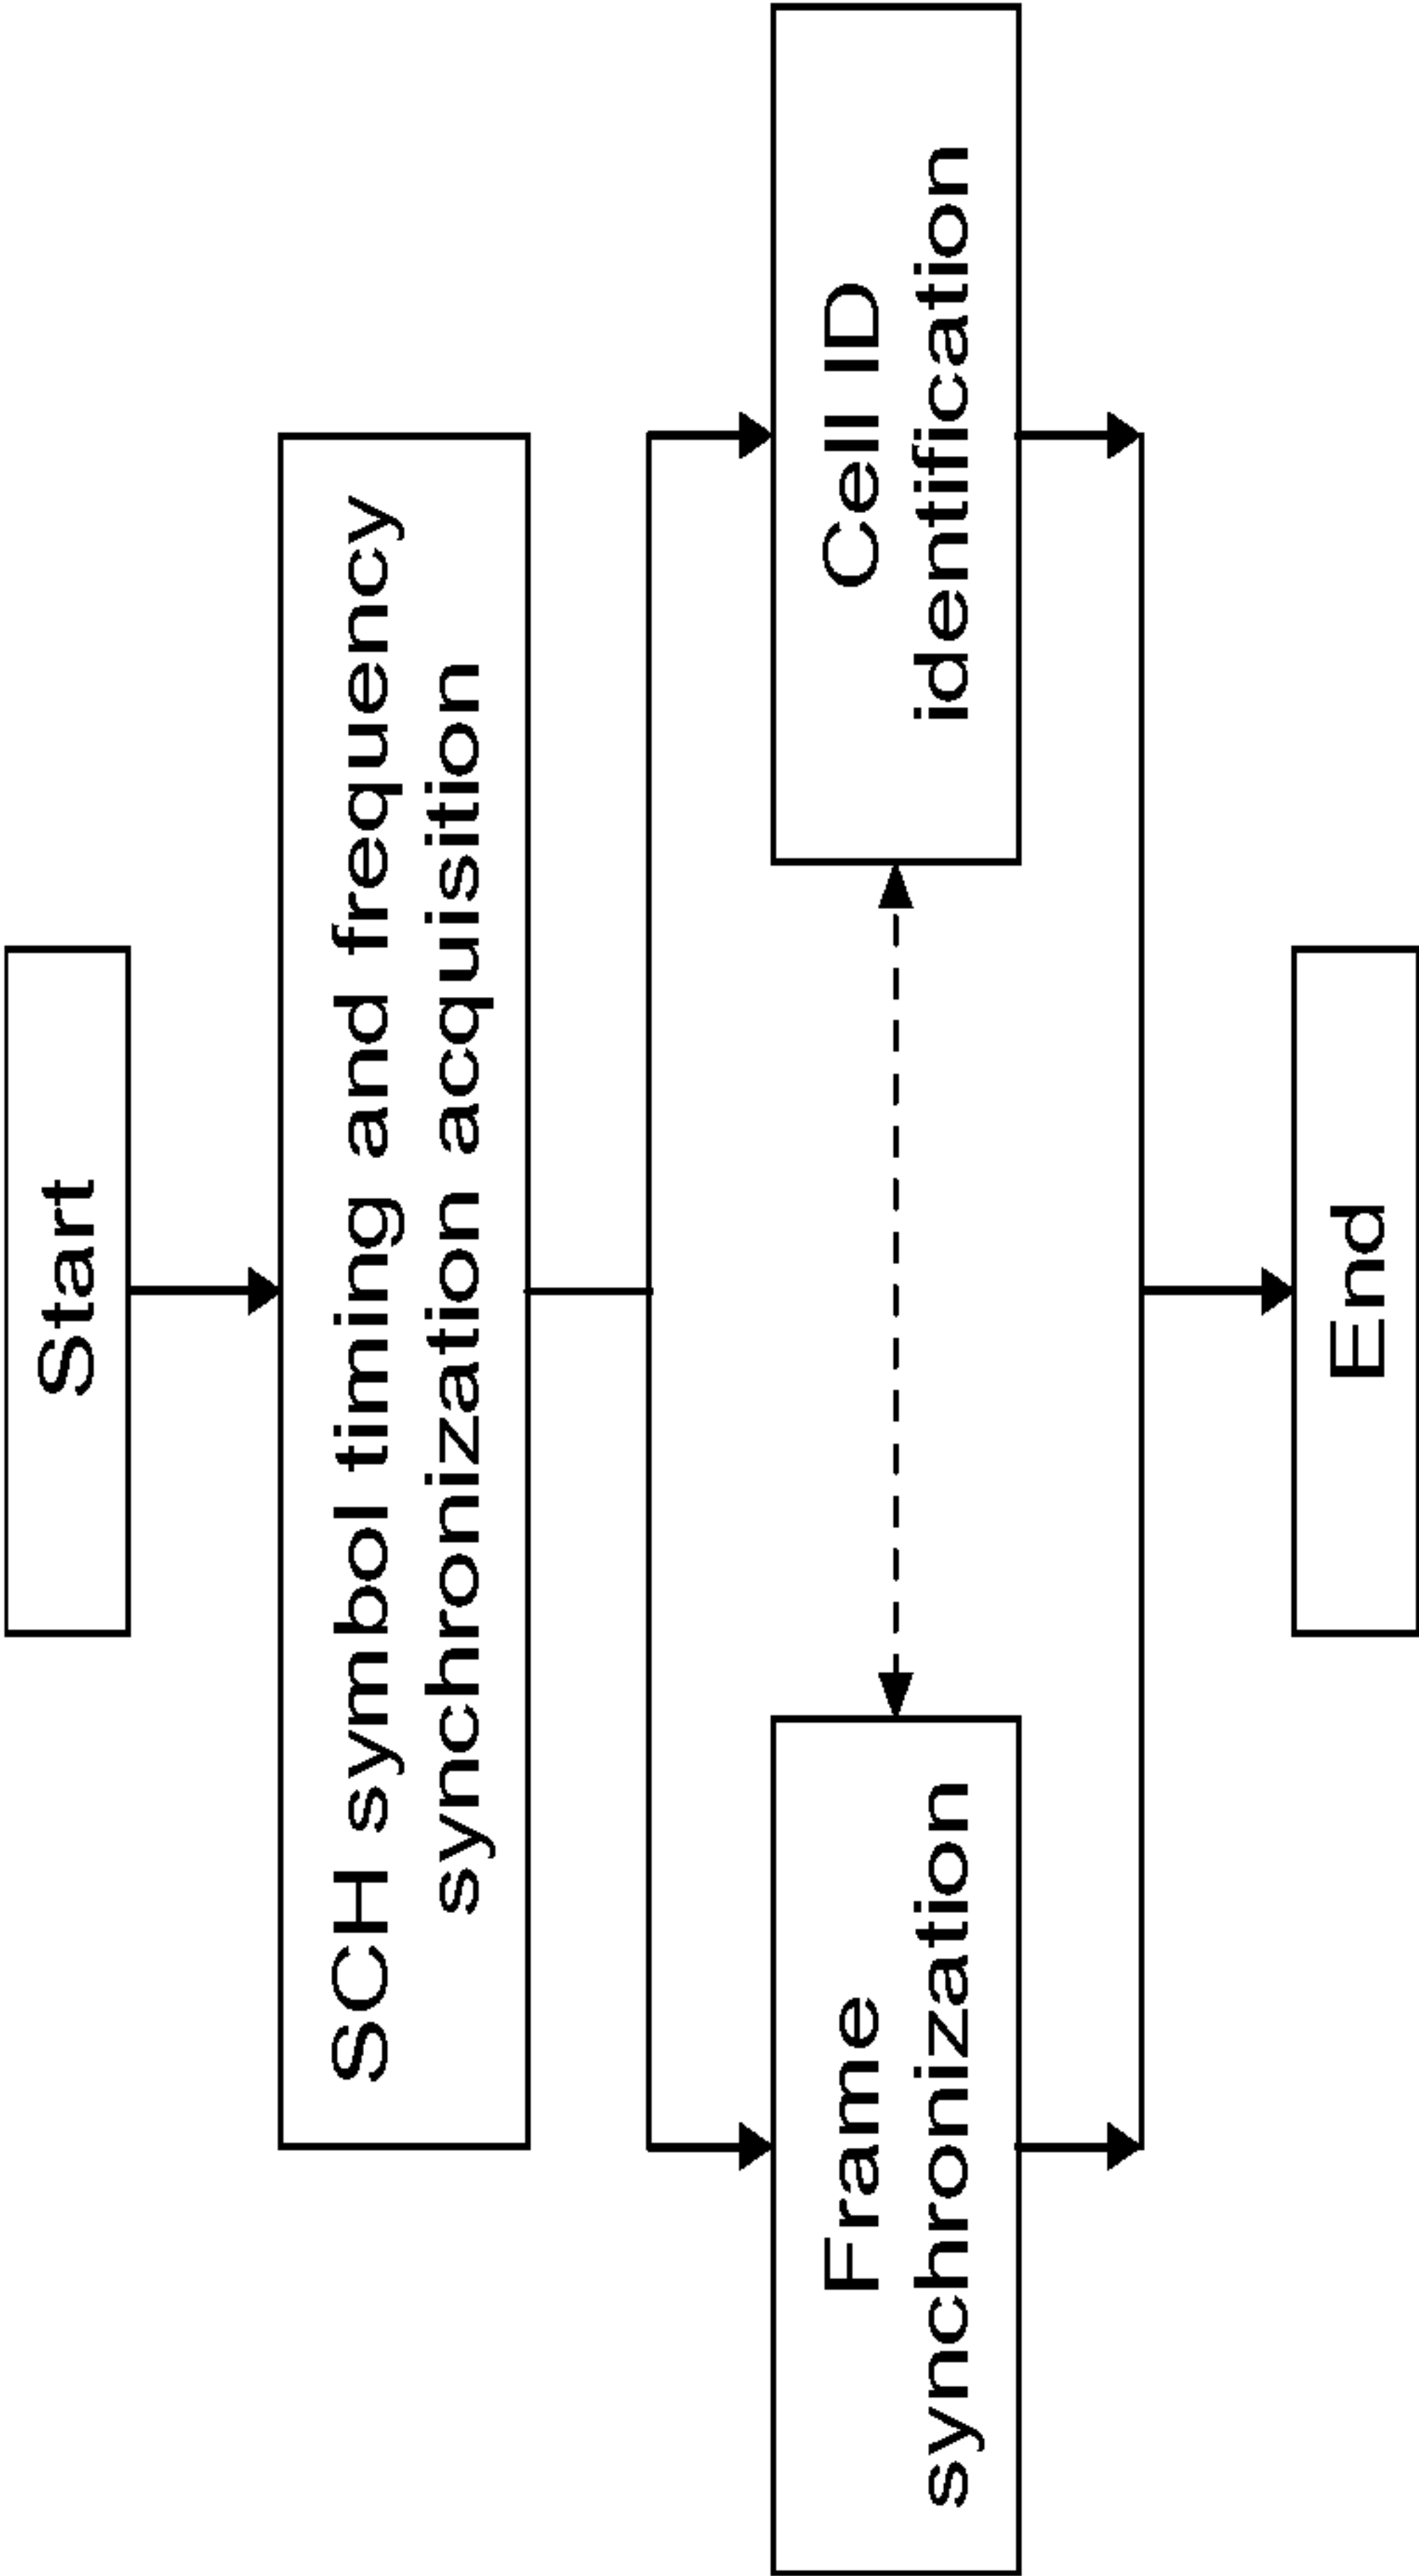 Start
SCH symbol timing and frequency
synchronization acquisition
Frame
synchronization
Cell ID
identification
End